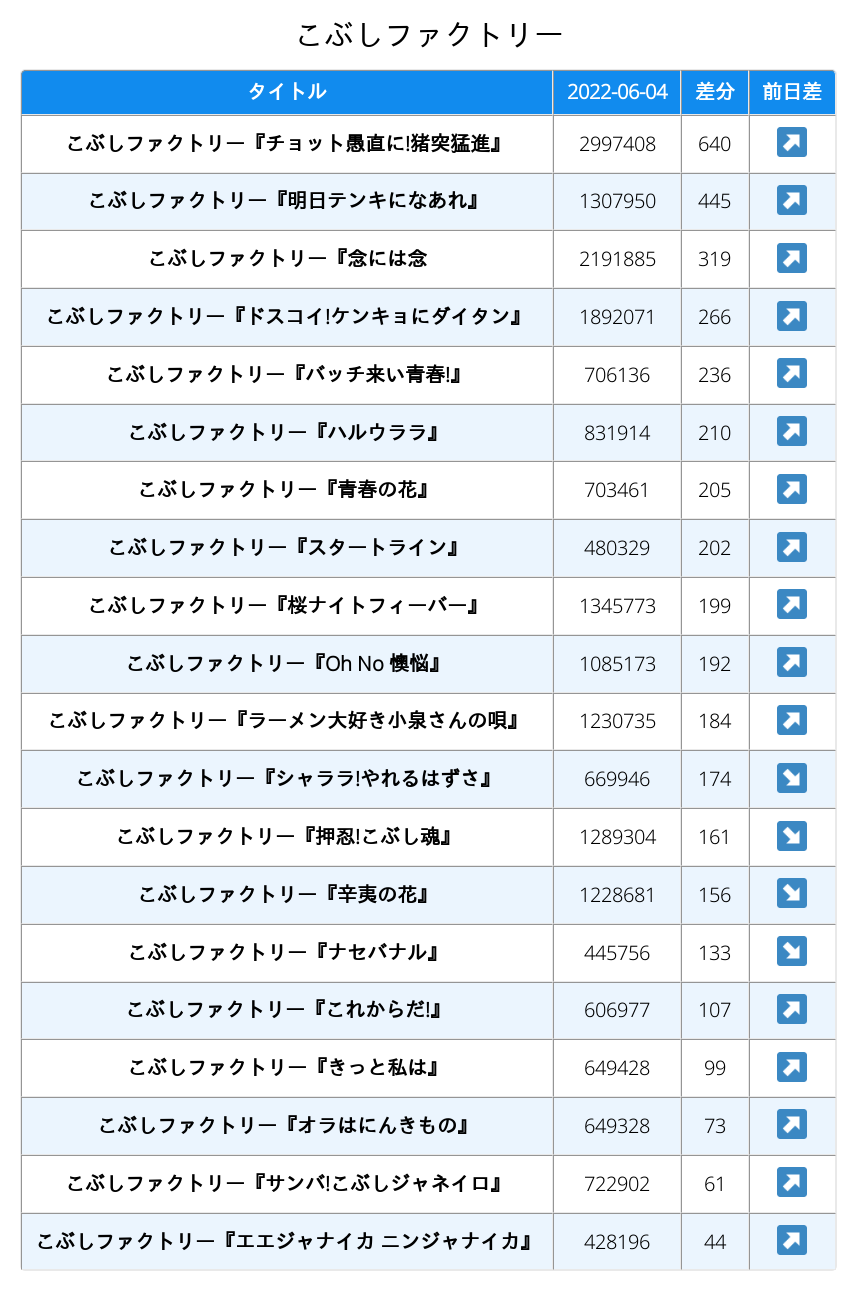 こぶしファクトリー
タイトル 2022-06-04 差分 前日差
こぶしファクトリー『チョット愚直に!猪突猛進』 2997408 640 ↗
こぶしファクトリー『明日テンキになあれ』 1307950 445 ↗
こぶしファクトリー『念には念 2191885 319 ↗
こぶしファクトリー『ドスコイ!ケンキョにダイタン』 1892071 266 ↗
こぶしファクトリー『バッチ来い青春!』 706136 236 ↗
こぶしファクトリー『ハルウララ』 831914 210 ↗
こぶしファクトリー『青春の花』 703461 205 ↗
こぶしファクトリー『スタートライン』 480329 202 ↗
こぶしファクトリー『桜ナイトフィーバー』 1345773 199 ↗
こぶしファクトリー『Oh No 懊悩』 1085173 192 ↗
こぶしファクトリー『ラーメン大好き小泉さんの唄』 1230735 184 ↗
こぶしファクトリー『シャララ!やれるはずさ』 669946 174 ↘
こぶしファクトリー『押忍!こぶし魂』 1289304 161 ↘
こぶしファクトリー『辛夷の花』 1228681 156 ↘
こぶしファクトリー『ナセバナル』 445756 133 ↘
こぶしファクトリー『これからだ!』 606977 107 ↗
こぶしファクトリー『きっと私は』 649428 99 ↗
こぶしファクトリー『オラはにんきもの』 649328 73 ↗
こぶしファクトリー『サンバ!こぶしジャネイロ』 722902 61 ↗
こぶしファクトリー『エエジャナイカ ニンジャナイカ』 428196 44 ↗